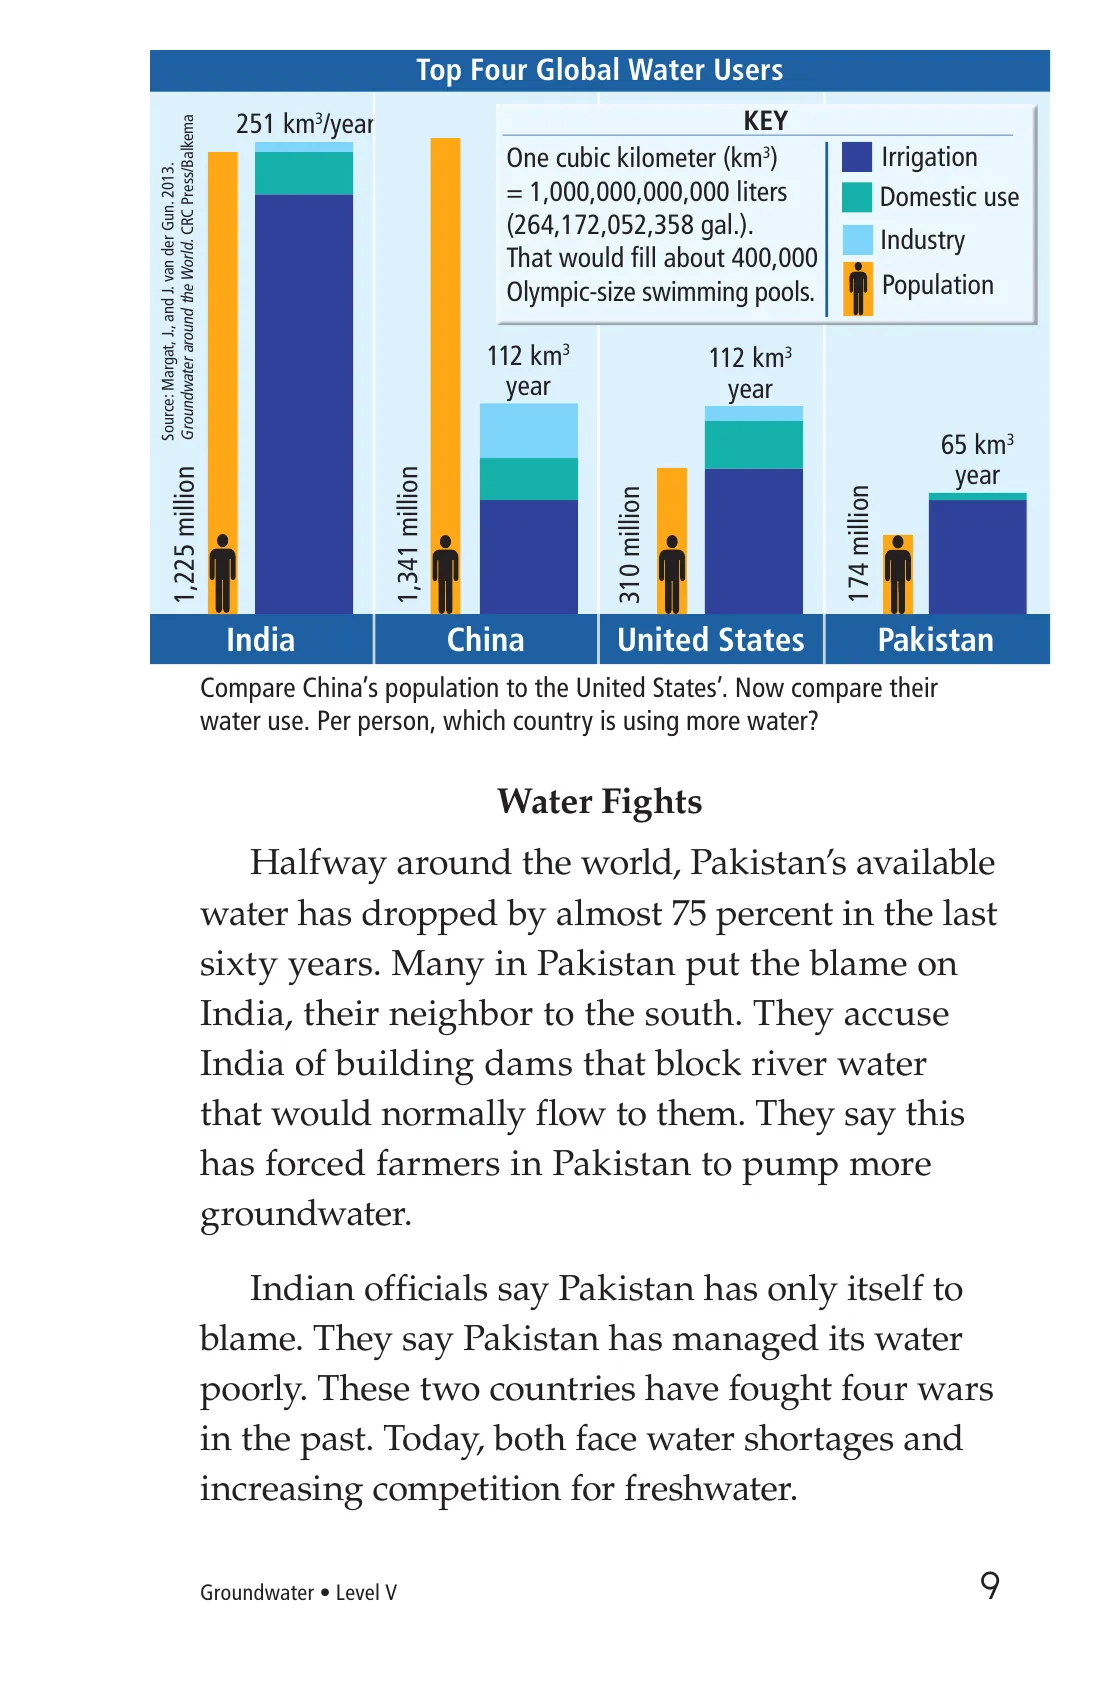 Top Four Global Water Users
Source: Margat, J., and J. van der Gun. 2013.
Groundwater around the World. CRC Press/Balkema
251 km³/year
1,225 million
India
112 km³
year
1,341 million
China
112 km³
year
310 million
United States
65 km³
year
174 million
Pakistan
KEY
One cubic kilometer (km³)
= 1,000,000,000,000 liters
(264,172,052,358 gal.).
That would fill about 400,000
Olympic-size swimming pools.
Irrigation
Domestic use
Industry
Population
Compare China’s population to the United States’. Now compare their
water use. Per person, which country is using more water?
Water Fights
Halfway around the world, Pakistan’s available
water has dropped by almost 75 percent in the last
sixty years. Many in Pakistan put the blame on
India, their neighbor to the south. They accuse
India of building dams that block river water
that would normally flow to them. They say this
has forced farmers in Pakistan to pump more
groundwater.
Indian officials say Pakistan has only itself to
blame. They say Pakistan has managed its water
poorly. These two countries have fought four wars
in the past. Today, both face water shortages and
increasing competition for freshwater.
Groundwater • Level V
9